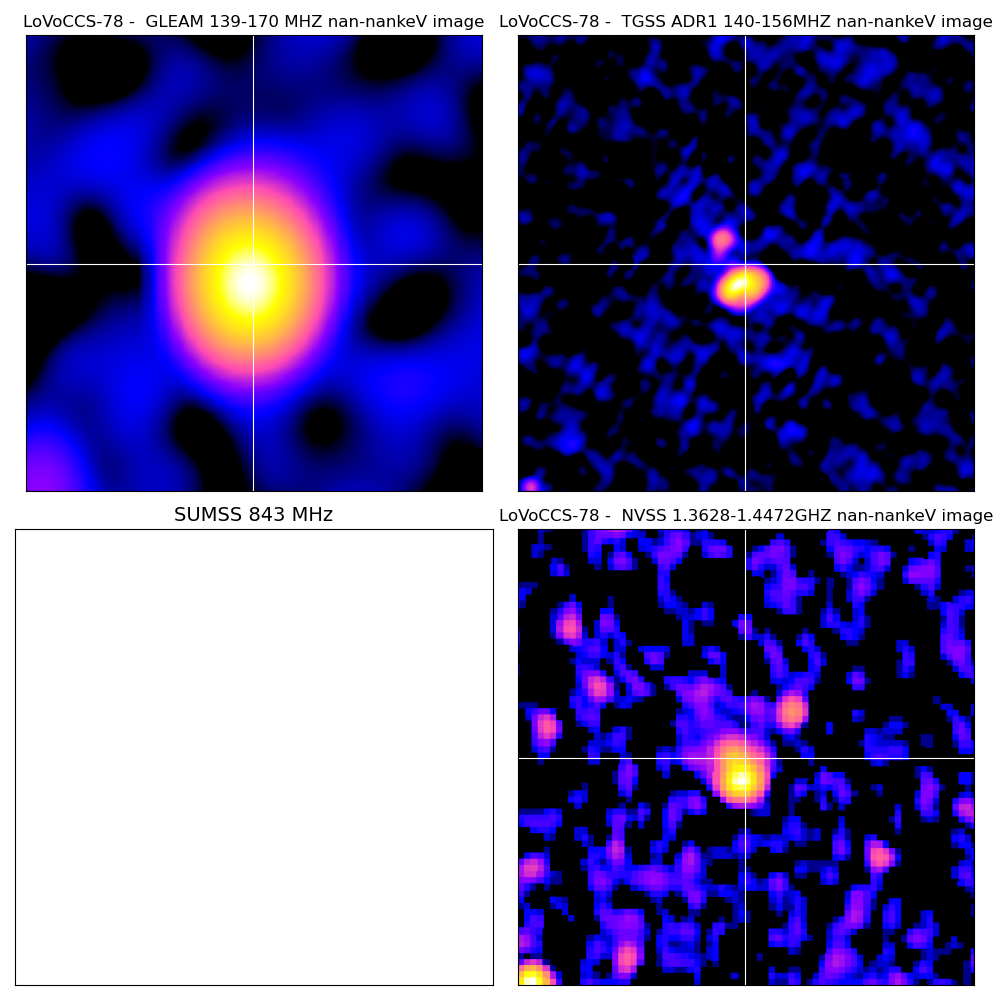 LoVoCCS-78 -  GLEAM 139-170 MHZ nan-nankeV image
LoVoCCS-78 -  TGSS ADR1 140-156MHZ nan-nankeV image
SUMSS 843 MHz
LoVoCCS-78 -  NVSS 1.3628-1.4472GHZ nan-nankeV image